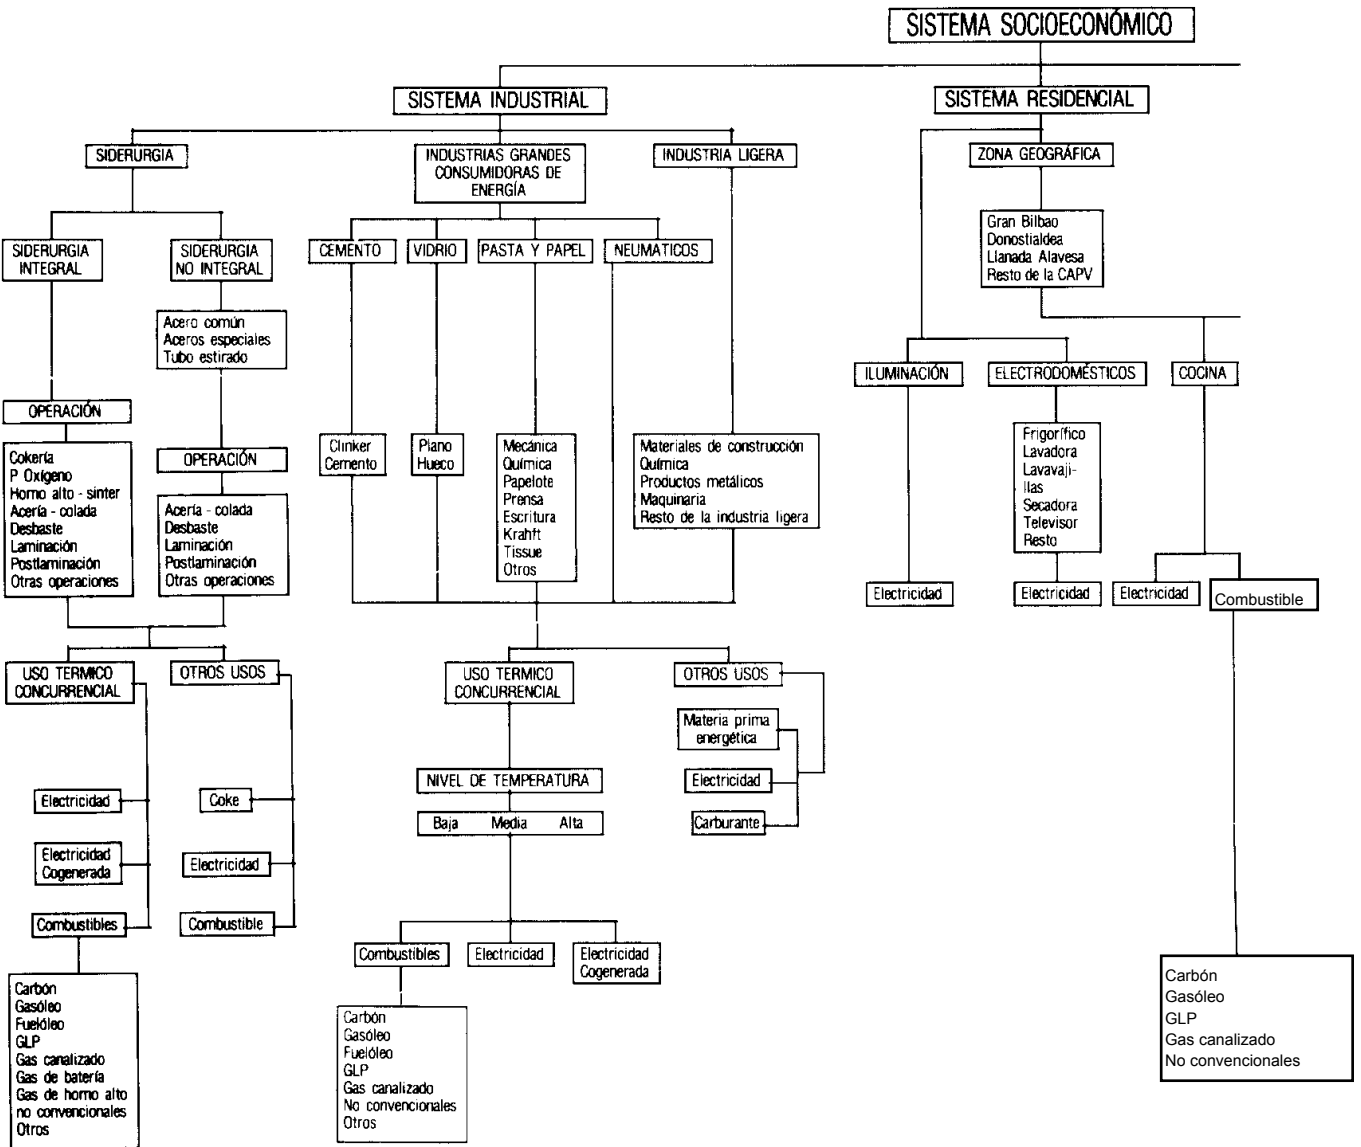 SISTEMA SOCIOECONÓMICO
SISTEMA INDUSTRIAL
SISTEMA RESIDENCIAL
SIDERURGIA
INDUSTRIAS GRANDES
CONSUMIDORAS DE
ENERGÍA
INDUSTRIA LIGERA
ZONA GEOGRÁFICA
Gran Bilbao
Donostialdea
Llanada Alavesa
Resto de la CAPV
SIDERURGIA
INTEGRAL
SIDERURGIA
NO INTEGRAL
CEMENTO
VIDRIO
PASTA Y PAPEL
NEUMATICOS
Acero común
Aceros especiales
Tubo estirado
ILUMINACIÓN
ELECTRODOMÉSTICOS
COCINA
OPERACIÓN
Cokería
P Oxígeno
Horno alto - sinter
Acería - colada
Desbaste
Laminación
Postlaminación
Otras operaciones
OPERACIÓN
Acería - colada
Desbaste
Laminación
Postlaminación
Otras operaciones
Clinker
Cemento
Plano
Hueco
Mecánica
Química
Papelote
Prensa
Escritura
Krahft
Tissue
Otros
Materiales de construcción
Química
Productos metálicos
Maquinaria
Resto de la industria ligera
Frigorífico
Lavadora
Lavavaji-
llas
Secadora
Televisor
Resto
Electricidad
Electricidad
Electricidad
Combustible
USO TERMICO
CONCURRENCIAL
OTROS USOS
USO TERMICO
CONCURRENCIAL
OTROS USOS
Materia prima
energética
Electricidad
Carburante
NIVEL DE TEMPERATURA
Baja Media Alta
Electricidad
Electricidad
Cogenerada
Combustibles
Coke
Electricidad
Combustible
Combustibles
Electricidad
Electricidad
Cogenerada
Carbón
Gasóleo
Fuelóleo
GLP
Gas canalizado
Gas de batería
Gas de horno alto
no convencionales
Otros
Carbón
Gasóleo
Fuelóleo
GLP
Gas canalizado
No convencionales
Otros
Carbón
Gasóleo
GLP
Gas canalizado
No convencionales